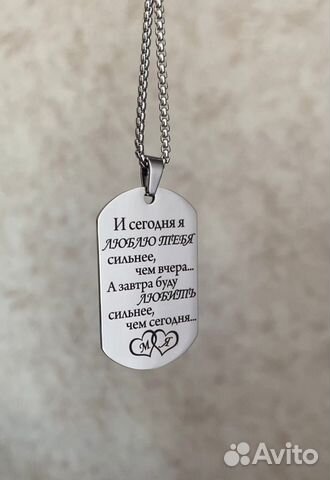 И сегодня я
ЛЮБЛЮ ТЕБЯ
сильнее,
чем вчера...
А завтра буду
ЛЮБИТЬ
сильнее,
чем сегодня...
М Я
Avito